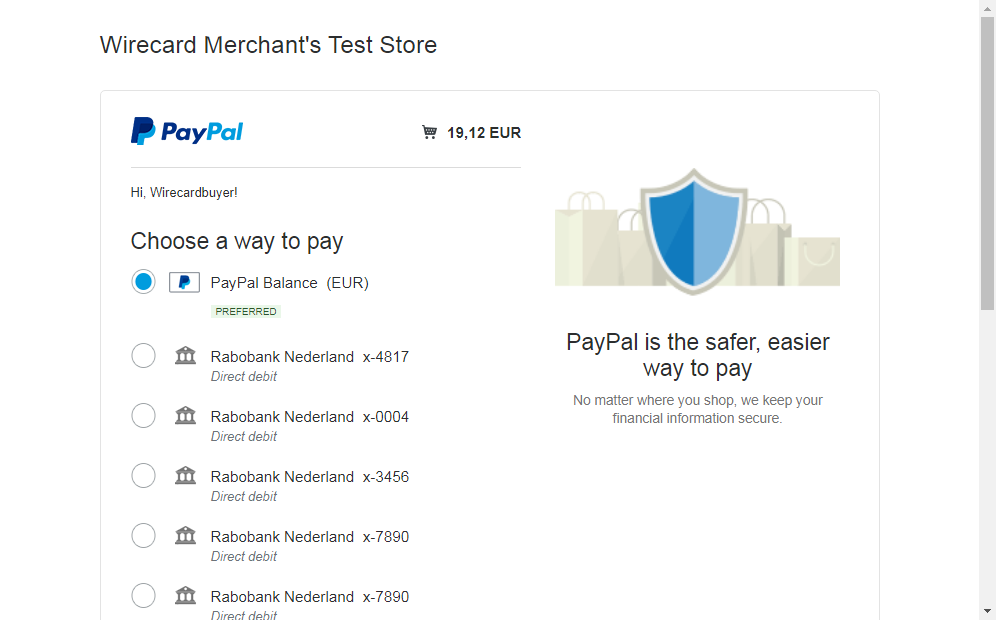 Wirecard Merchant's Test Store
PayPal
19,12 EUR
Hi, Wirecardbuyer!
Choose a way to pay
PayPal Balance (EUR)
PREFERRED
Rabobank Nederland x-4817
Direct debit
Rabobank Nederland x-0004
Direct debit
Rabobank Nederland x-3456
Direct debit
Rabobank Nederland x-7890
Direct debit
Rabobank Nederland x-7890
Direct debit
PayPal is the safer, easier
way to pay
No matter where you shop, we keep your
financial information secure.